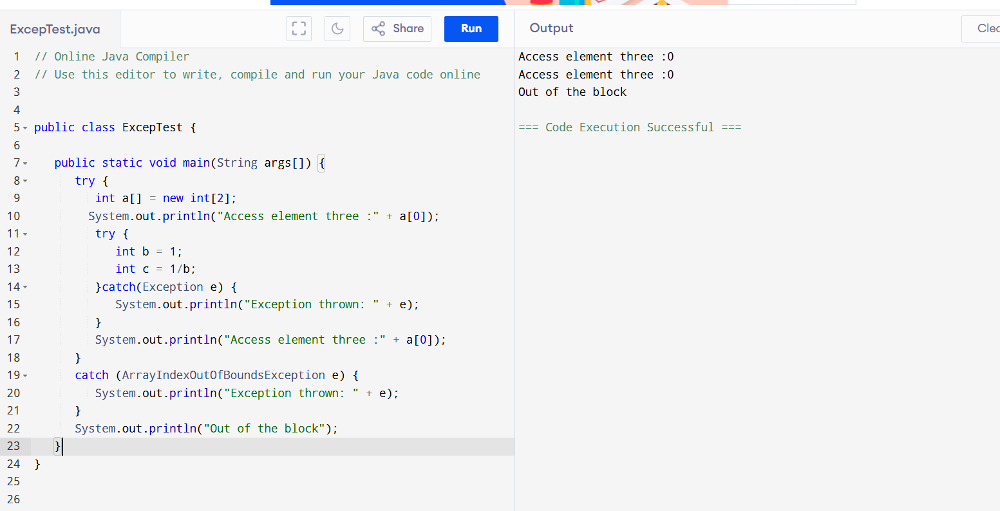 ExcepTest.java
Share
Run
Output
1 // Online Java Compiler
2 // Use this editor to write, compile and run your Java code online
3
4
5 public class ExcepTest {
6
7    public static void main(String args[]) {
8       try {
9          int a[] = new int[2];
10         System.out.println("Access element three :" + a[0]);
11         try {
12            int b = 1;
13            int c = 1/b;
14         }catch(Exception e) {
15            System.out.println("Exception thrown: " + e);
16         }
17         System.out.println("Access element three :" + a[0]);
18      }
19      catch (ArrayIndexOutOfBoundsException e) {
20         System.out.println("Exception thrown: " + e);
21      }
22      System.out.println("Out of the block");
23   }
24 }
25
26
Access element three :0
Access element three :0
Out of the block
=== Code Execution Successful ===